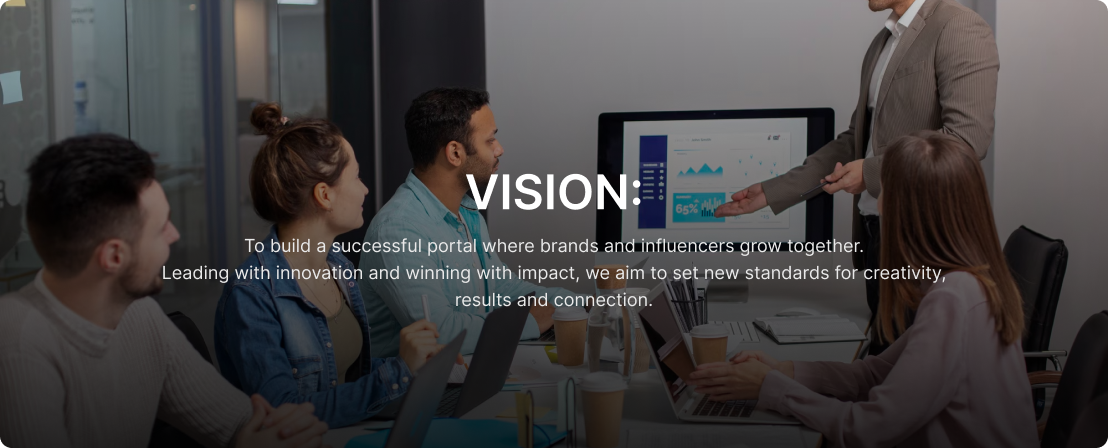 VISION:
To build a successful portal where brands and influencers grow together.
Leading with innovation and winning with impact, we aim to set new standards for creativity,
results and connection.
65%